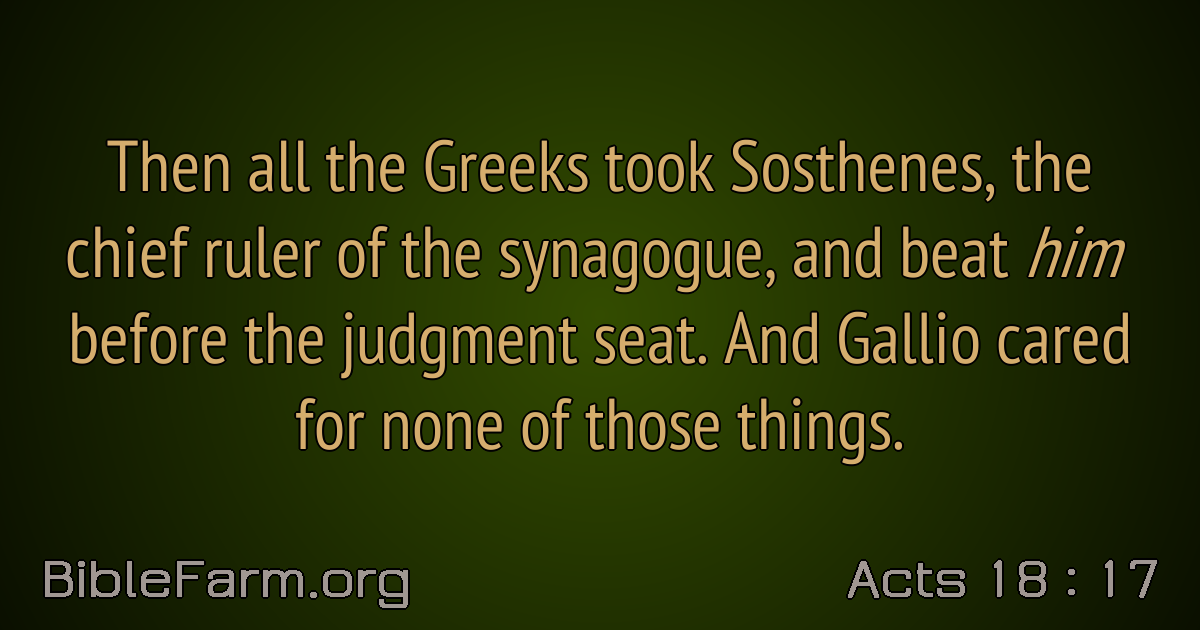 Then all the Greeks took Sosthenes, the
chief ruler of the synagogue, and beat him
before the judgment seat. And Gallio cared
for none of those things.
BibleFarm.org
Acts 18 : 17